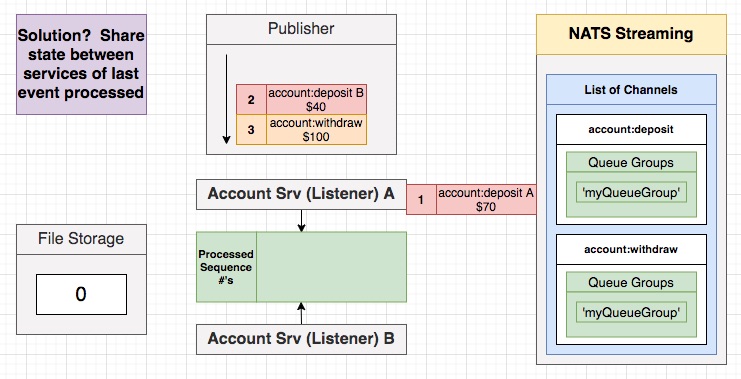 Solution?  Share
state between
services of last
event processed
Publisher
2
account:deposit B
$40
3
account:withdraw
$100
NATS Streaming
List of Channels
account:deposit
Queue Groups
'myQueueGroup'
account:withdraw
Queue Groups
'myQueueGroup'
Account Srv (Listener) A
1
account:deposit A
$70
Processed
Sequence
#'s
Account Srv (Listener) B
File Storage
0